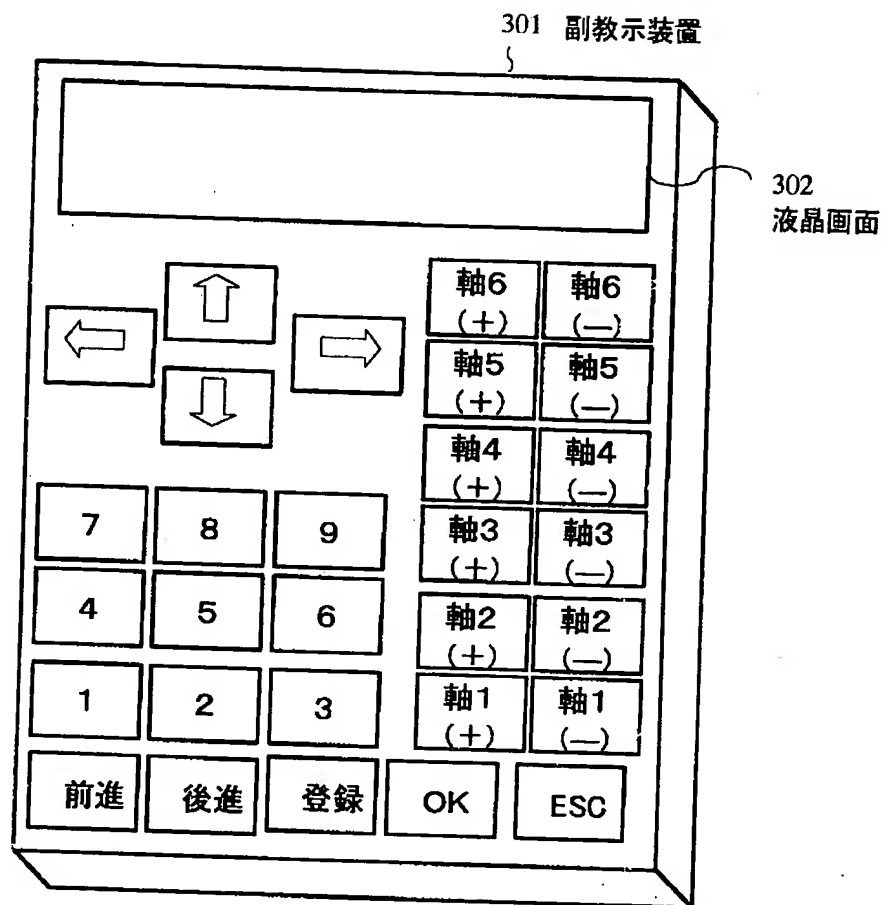 301 副教示装置
302
液晶画面
軸6 軸6
(+) (—)
軸5 軸5
(+) (—)
軸4 軸4
(+) (—)
7 8 9 軸3 軸3
(+) (—)
4 5 6 軸2 軸2
(+) (—)
1 2 3 軸1 軸1
(+) (—)
前進 後進 登録 OK ESC